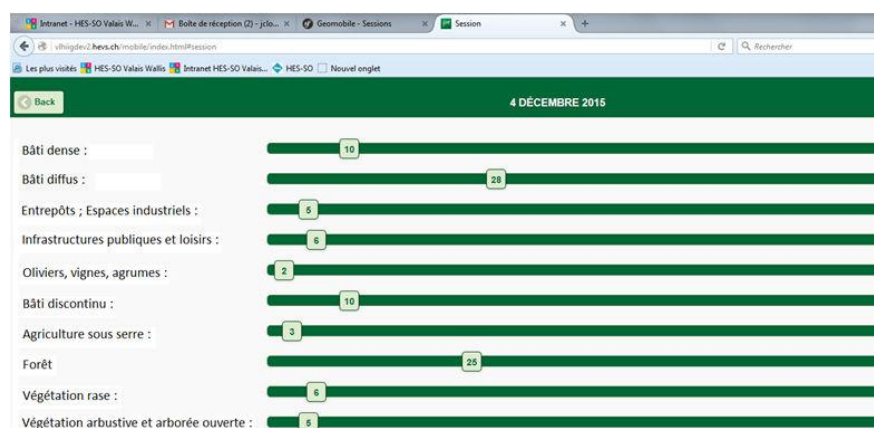 Intranet - HES-SO Valais W... × Boîte de réception (2) - jclo... × Geomobile - Sessions × Session × +
vlhiigdev2.hevs.ch/mobile/index.html#session Rechercher
Les plus visités HES-SO Valais Wallis Intranet HES-SO Valais... HES-SO Nouvel onglet
Back 4 DÉCEMBRE 2015
Bâti dense : 10
Bâti diffus : 28
Entrepôts ; Espaces industriels : 5
Infrastructures publiques et loisirs : 6
Oliviers, vignes, agrumes : 2
Bâti discontinu : 10
Agriculture sous serre : 3
Forêt 25
Végétation rase : 6
Végétation arbustive et arborée ouverte : 5